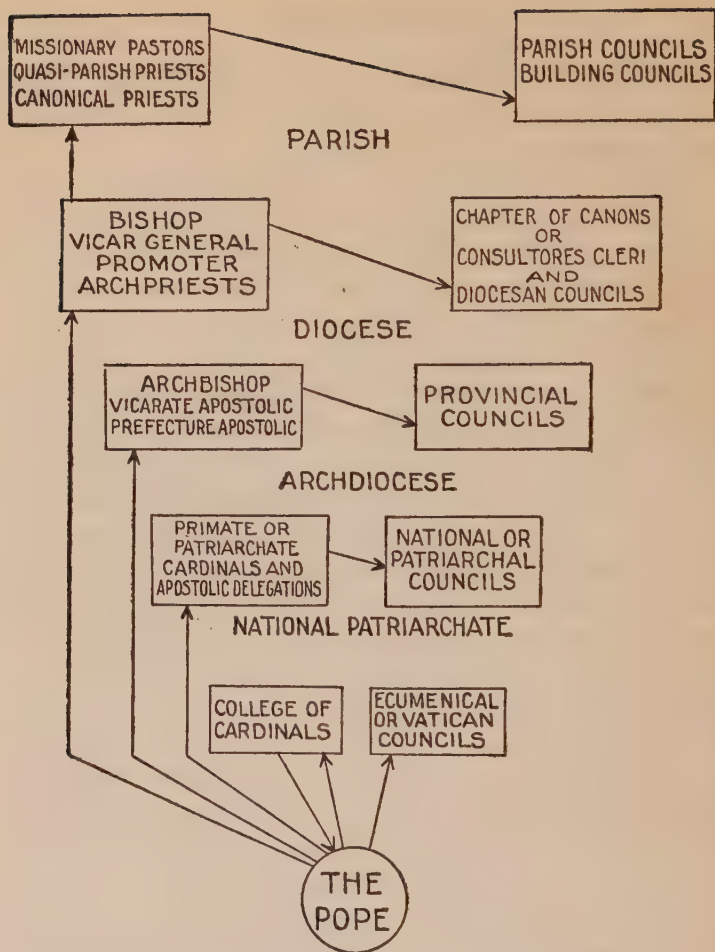 MISSIONARY PASTORS
QUASI-PARISH PRIESTS
CANONICAL PRIESTS
PARISH COUNCILS
BUILDING COUNCILS
PARISH
BISHOP
VICAR GENERAL
PROMOTER
ARCHPRIESTS
CHAPTER OF CANONS
OR
CONSULTORES CLERI
AND
DIOCESAN COUNCILS
DIOCESE
ARCHBISHOP
VICARATE APOSTOLIC
PREFECTURE APOSTOLIC
PROVINCIAL
COUNCILS
ARCHDIOCESE
PRIMATE OR
PATRIARCHATE
CARDINALS AND
APOSTOLIC DELEGATIONS
NATIONAL OR
PATRIARCHAL
COUNCILS
NATIONAL PATRIARCHATE
COLLEGE OF
CARDINALS
ECUMENICAL
OR VATICAN
COUNCILS
THE
POPE